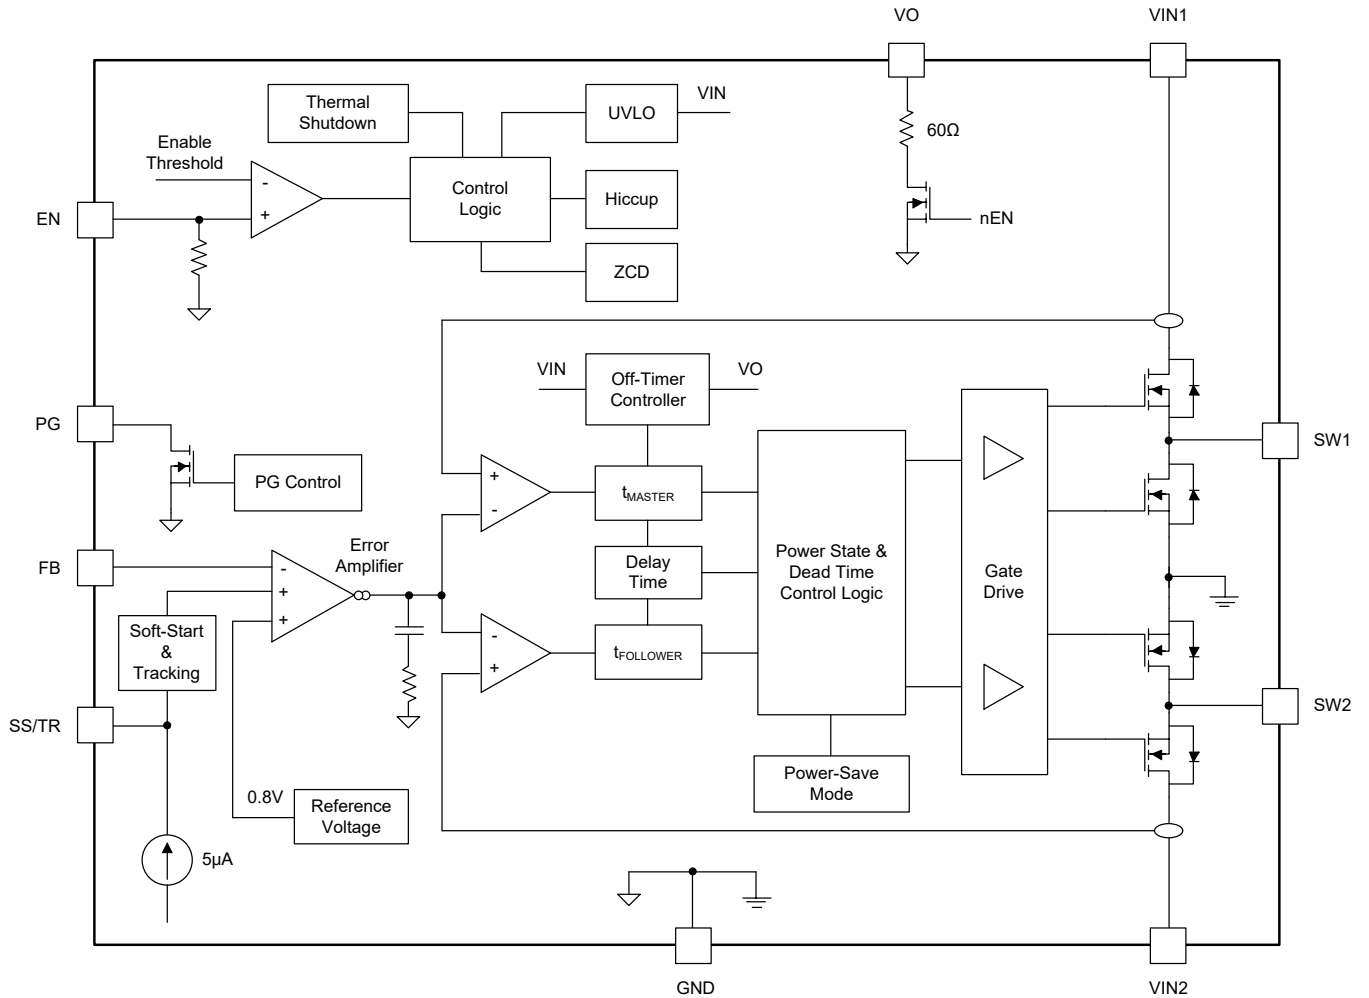 VO
VIN1
Thermal
Shutdown
UVLO
VIN
60Ω
Enable
Threshold
-
+
Control
Logic
Hiccup
EN
nEN
ZCD
VIN
Off-Timer
Controller
VO
PG
SW1
PG Control
+
-
tMASTER
Error
Amplifier
FB
-
+
+
Delay
Time
Power State &
Dead Time
Control Logic
Gate
Drive
Soft-Start
&
Tracking
-
+
tFOLLOWER
SS/TR
SW2
Power-Save
Mode
0.8V
Reference
Voltage
5µA
GND
VIN2